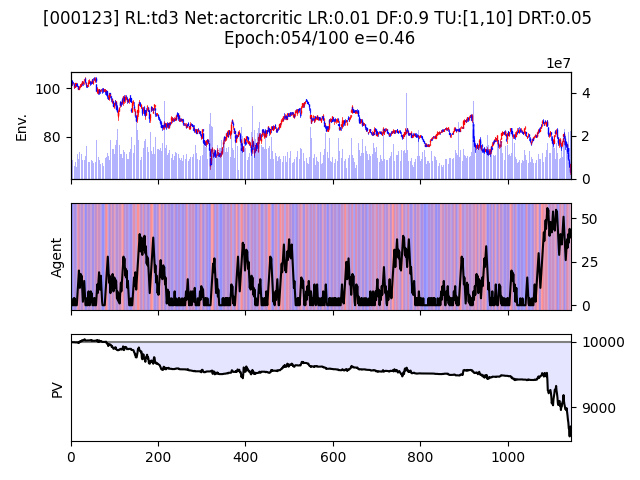 [000123] RL:td3 Net:actorcritic LR:0.01 DF:0.9 TU:[1,10] DRT:0.05
Epoch:054/100 e=0.46
1e7
100
80
Env.
4
2
0
Agent
50
25
0
PV
10000
9000
0 200 400 600 800 1000